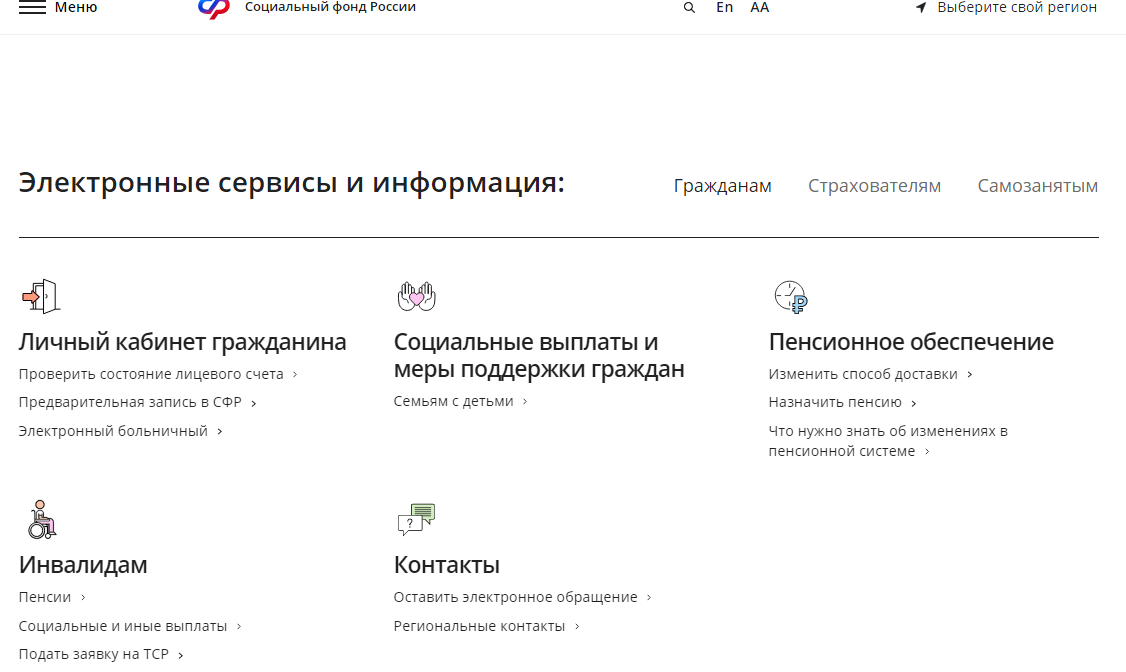 Меню
Социальный фонд России
En
АА
Выберите свой регион
Электронные сервисы и информация:
Гражданам
Страхователям
Самозанятым
Личный кабинет гражданина
Проверить состояние лицевого счета
Предварительная запись в СФР
Электронный больничный
Социальные выплаты и
меры поддержки граждан
Семьям с детьми
Пенсионное обеспечение
Изменить способ доставки
Назначить пенсию
Что нужно знать об изменениях в
пенсионной системе
Инвалидам
Пенсии
Социальные и иные выплаты
Подать заявку на ТСР
?
Контакты
Оставить электронное обращение
Региональные контакты